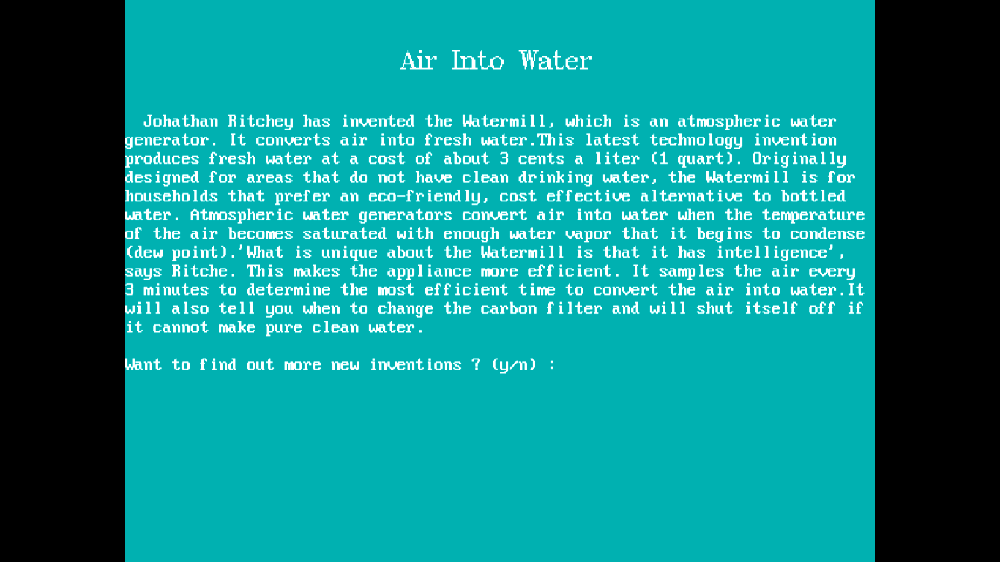 Air Into Water
Johathan Ritchey has invented the Watermill, which is an atmospheric water
generator. It converts air into fresh water.This latest technology invention
produces fresh water at a cost of about 3 cents a liter (1 quart). Originally
designed for areas that do not have clean drinking water, the Watermill is for
households that prefer an eco-friendly, cost effective alternative to bottled
water. Atmospheric water generators convert air into water when the temperature
of the air becomes saturated with enough water vapor that it begins to condense
(dew point).'What is unique about the Watermill is that it has intelligence',
says Ritche. This makes the appliance more efficient. It samples the air every
3 minutes to determine the most efficient time to convert the air into water.It
will also tell you when to change the carbon filter and will shut itself off if
it cannot make pure clean water.
Want to find out more new inventions ? (y/n) :